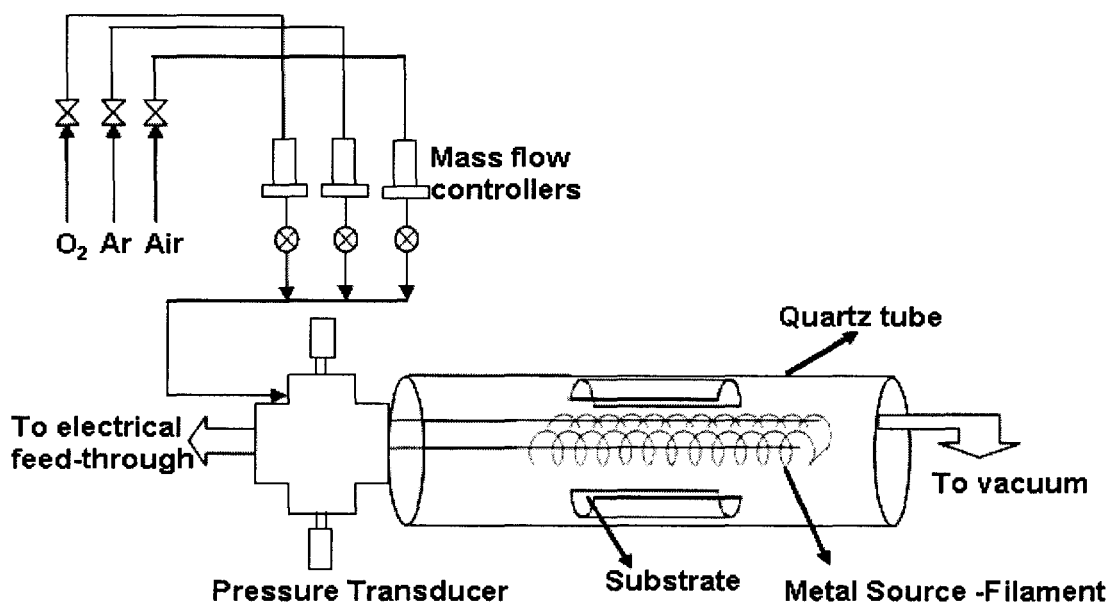 Mass flow
controllers
O₂ Ar Air
Quartz tube
To electrical
feed-through
To vacuum
Pressure Transducer
Substrate
Metal Source -Filament